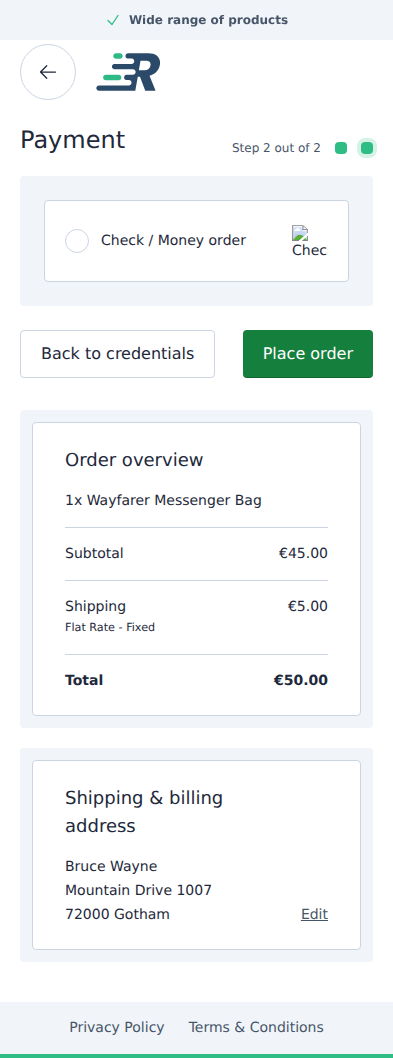 Wide range of products
R
Payment
Step 2 out of 2
Check / Money order
Chec
Back to credentials
Place order
Order overview
1x Wayfarer Messenger Bag
Subtotal €45.00
Shipping €5.00
Flat Rate - Fixed
Total €50.00
Shipping & billing
address
Bruce Wayne
Mountain Drive 1007
72000 Gotham Edit
Privacy Policy Terms & Conditions